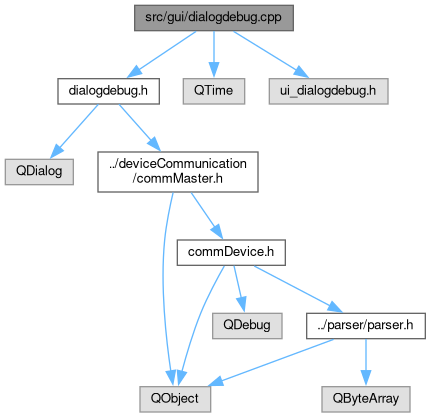 src/gui/dialogdebug.cpp
dialogdebug.h
QTime
ui_dialogdebug.h
QDialog
../deviceCommunication
/commMaster.h
commDevice.h
QDebug
../parser/parser.h
QObject
QByteArray